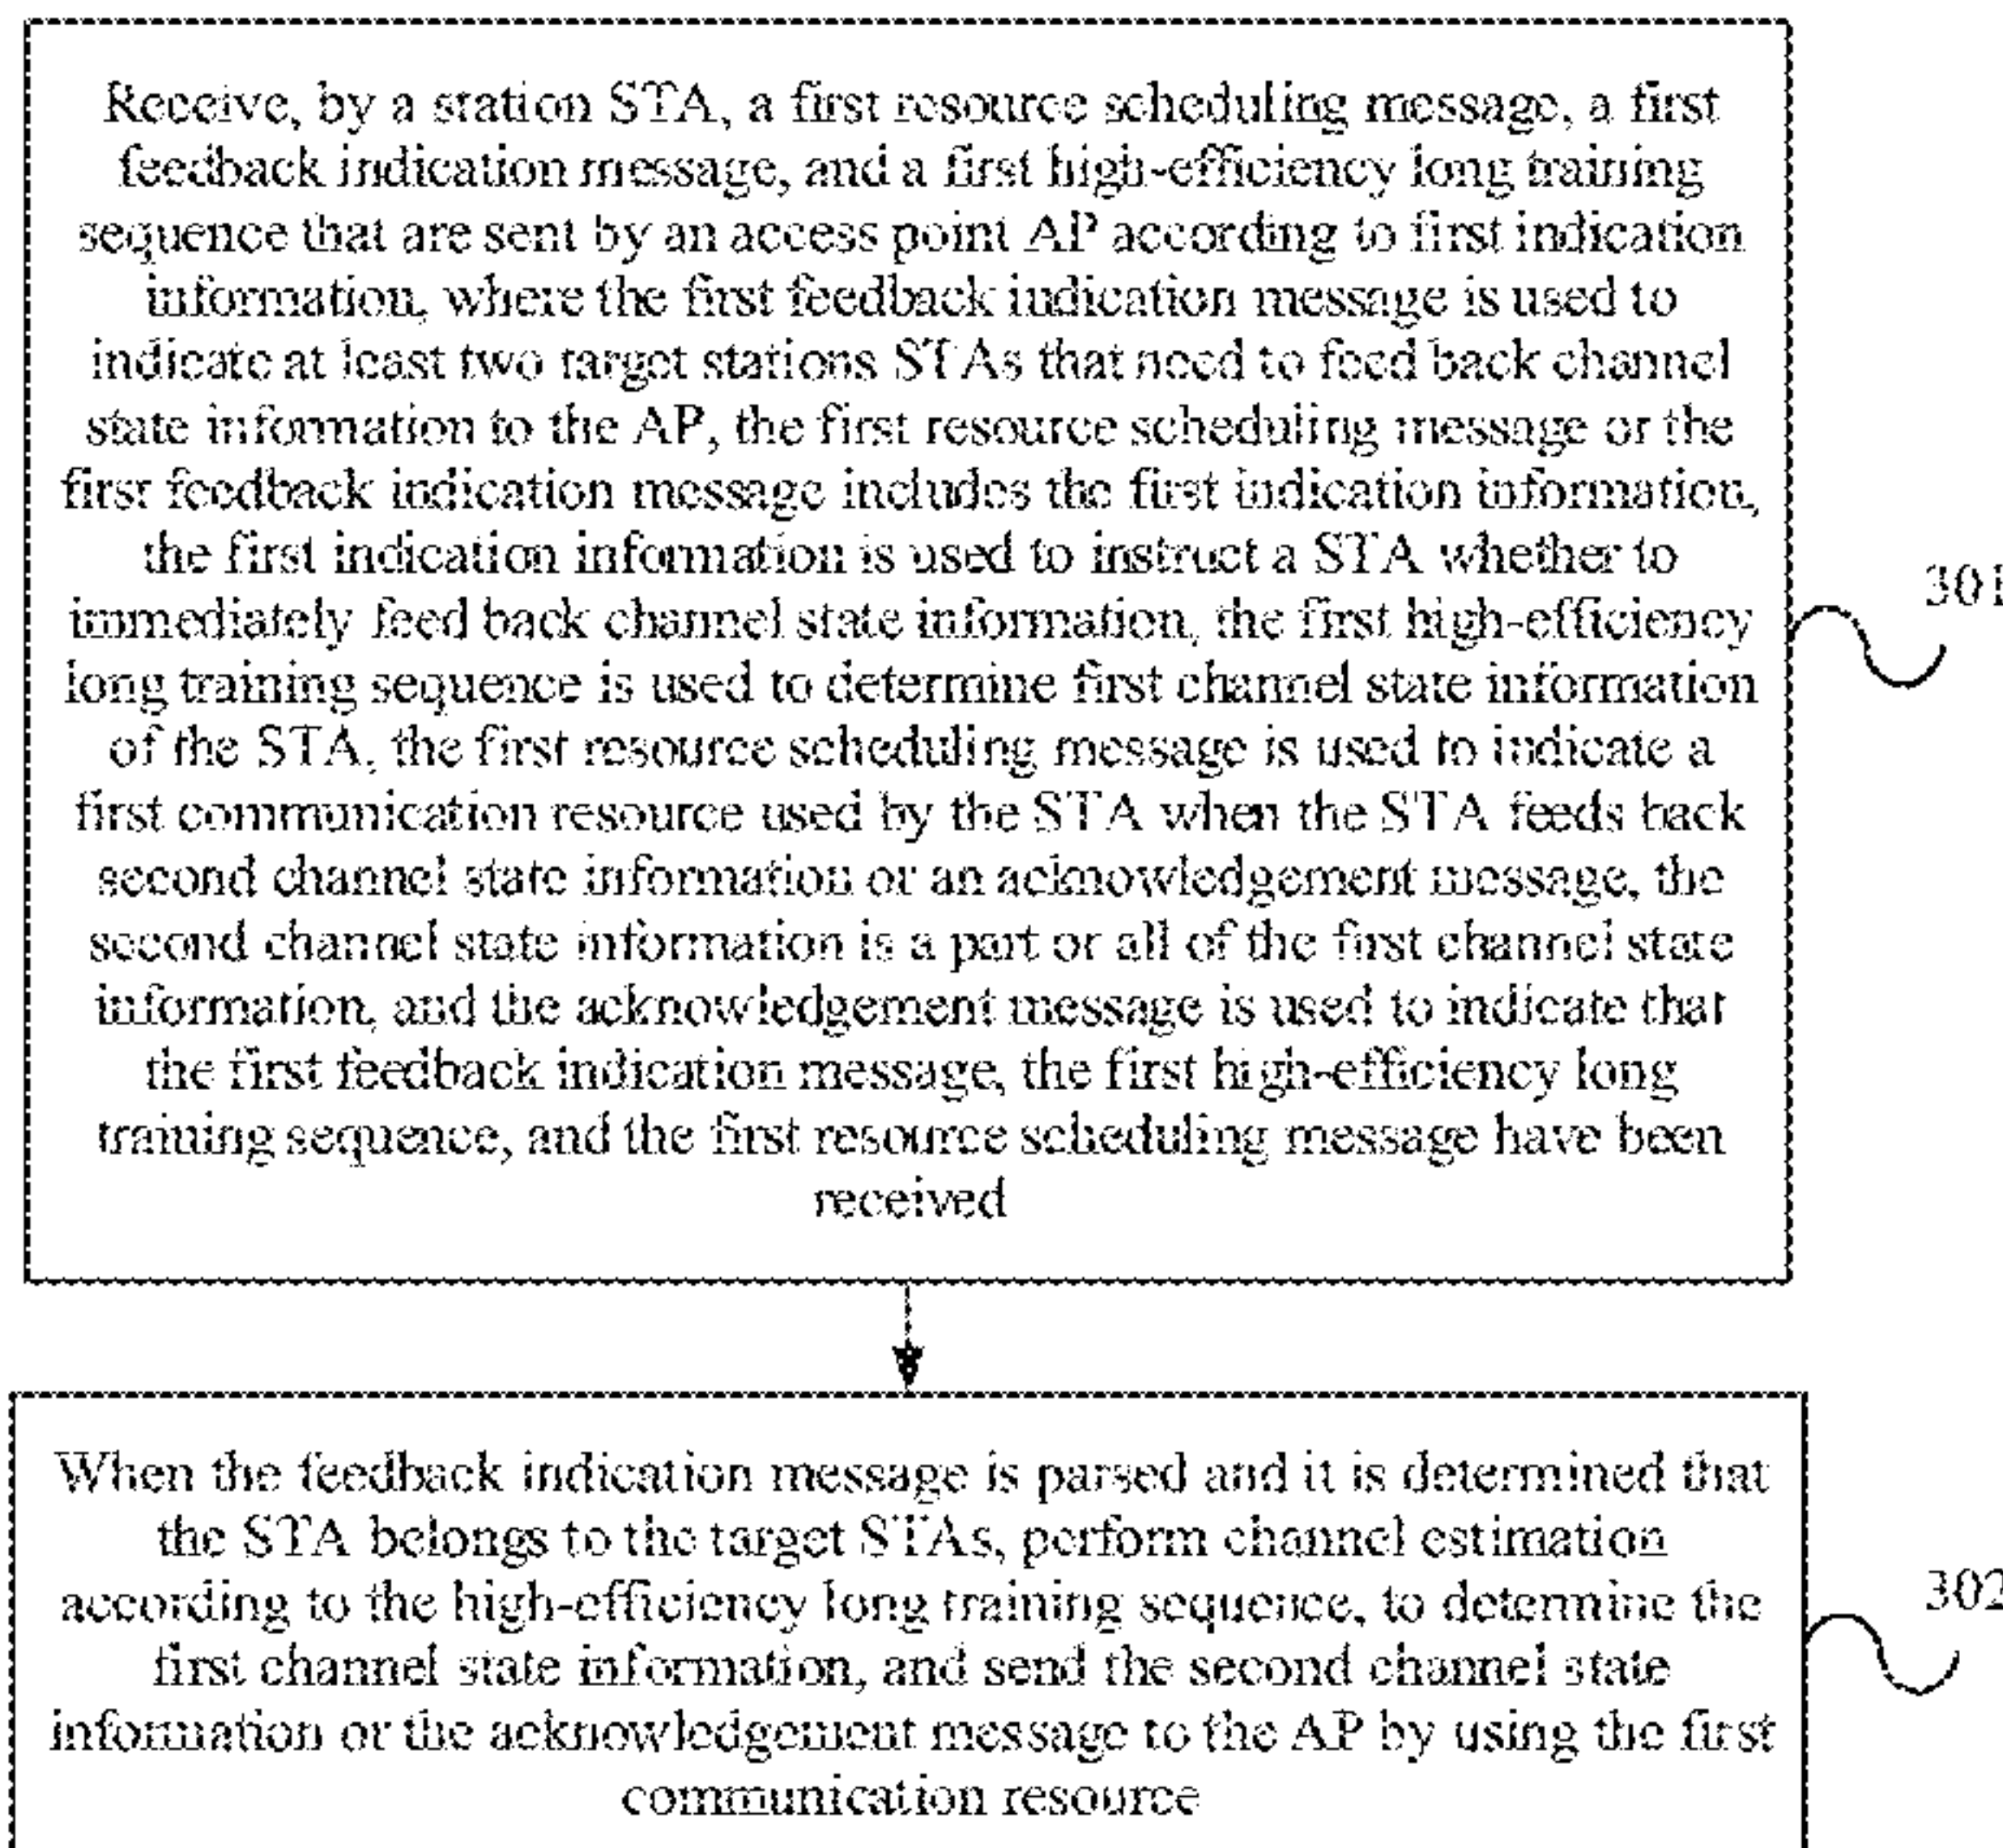 Receive, by a station STA, a first resource scheduling message, a first
feedback indication message, and a first high-efficiency long training
sequence that are sent by an access point AP according to first indication
information, where the first feedback indication message is used to
indicate at least two target stations STAs that need to feed back channel
state information to the AP, the first resource scheduling message or the
first feedback indication message includes the first indication information,
the first indication information is used to instruct a STA whether to
immediately feed back channel state information, the first high-efficiency
long training sequence is used to determine first channel state information
of the STA, the first resource scheduling message is used to indicate a
first communication resource used by the STA when the STA feeds back
second channel state information or an acknowledgement message, the
second channel state information is a part or all of the first channel state
information, and the acknowledgement message is used to indicate that
the first feedback indication message, the first high-efficiency long
training sequence, and the first resource scheduling message have been
received
301
When the feedback indication message is parsed and it is determined that
the STA belongs to the target STAs, perform channel estimation
according to the high-efficiency long training sequence, to determine the
first channel state information, and send the second channel state
information or the acknowledgement message to the AP by using the first
communication resource
302